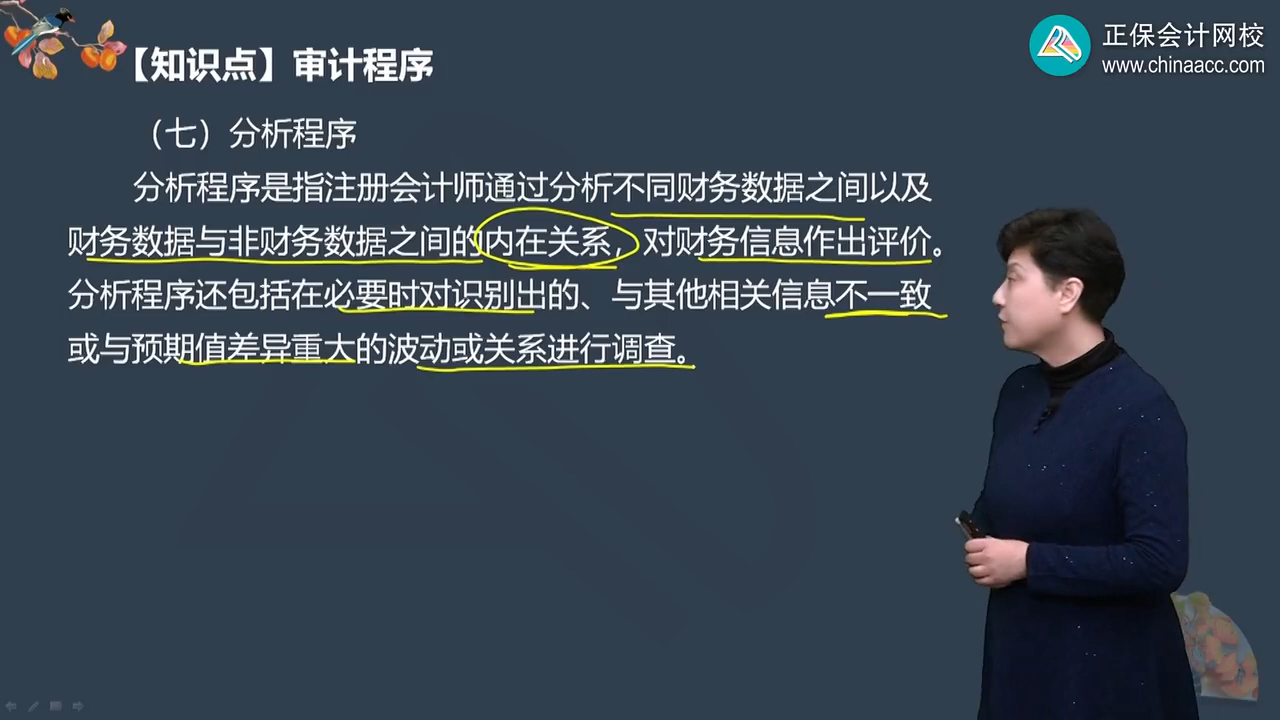 正保会计网校
www.chinaacc.com
【知识点】审计程序
（七）分析程序
分析程序是指注册会计师通过分析不同财务数据之间以及
财务数据与非财务数据之间的内在关系，对财务信息作出评价。
分析程序还包括在必要时对识别出的、与其他相关信息不一致
或与预期值差异重大的波动或关系进行调查。